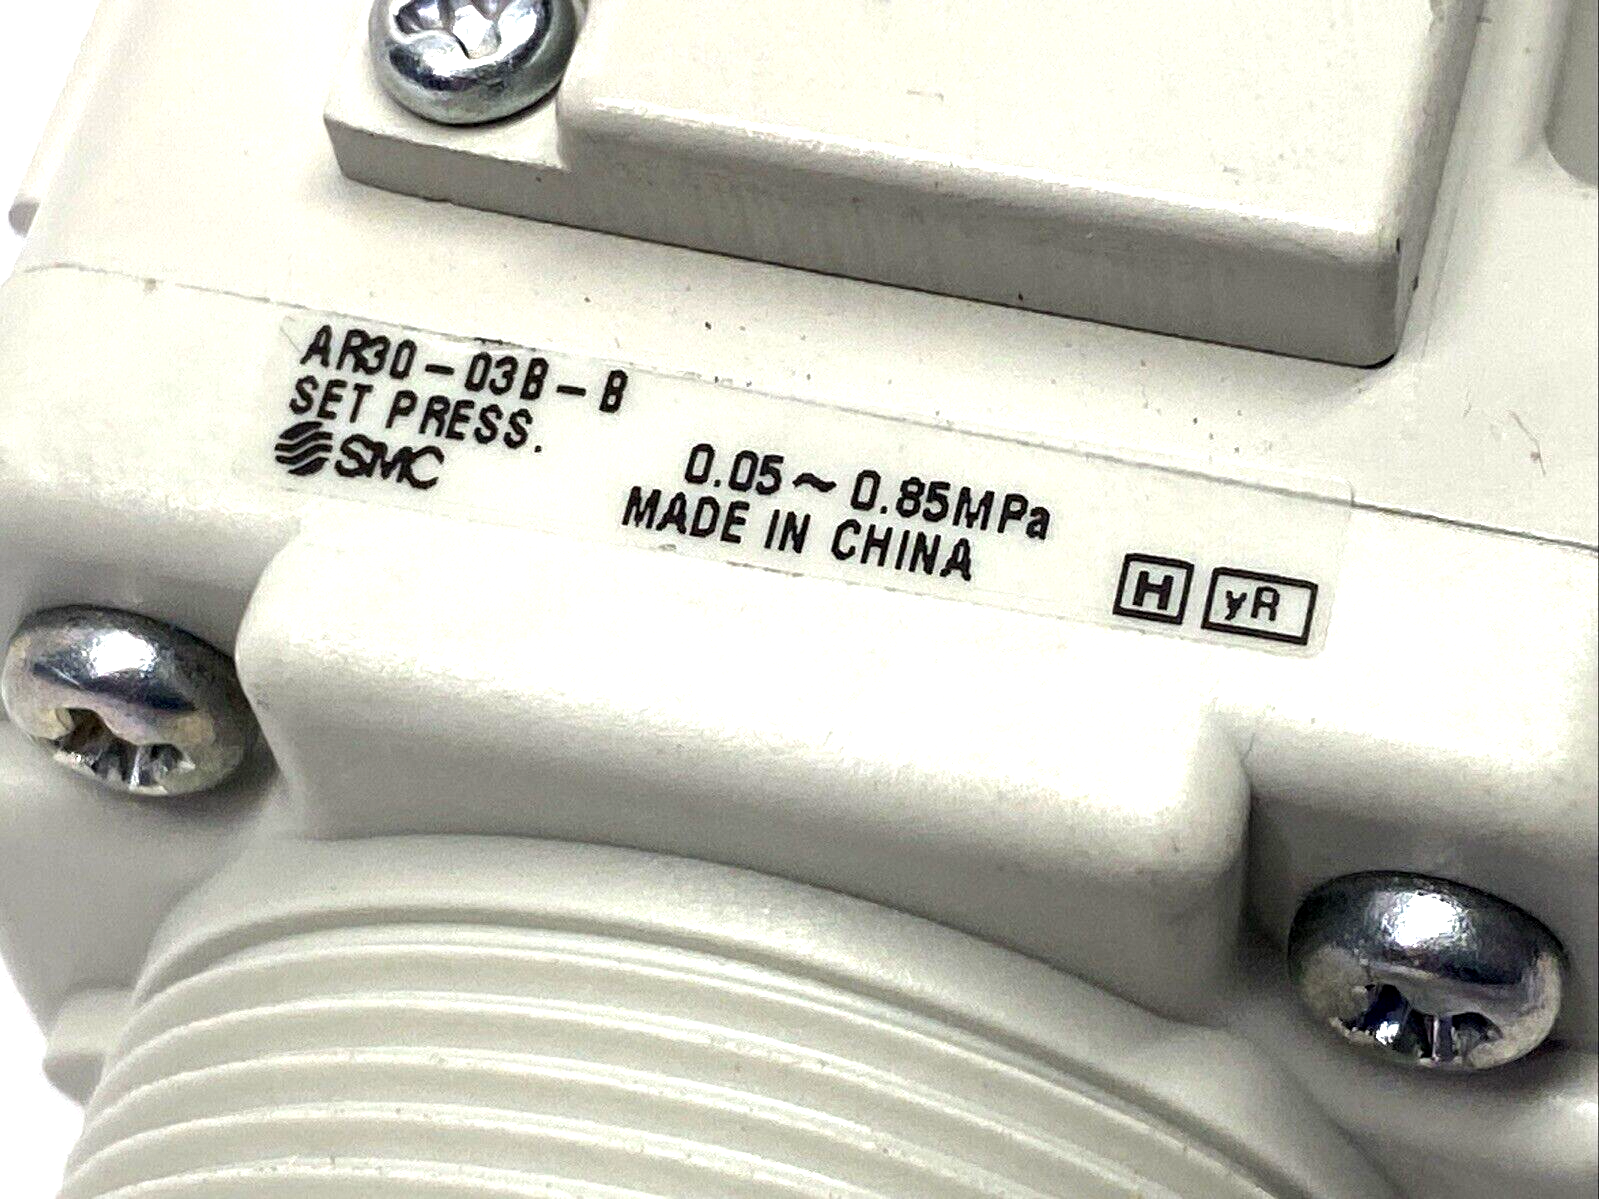 AR30-03B-B
SET PRESS. 0.05~0.85MPa
SMC MADE IN CHINA H yR